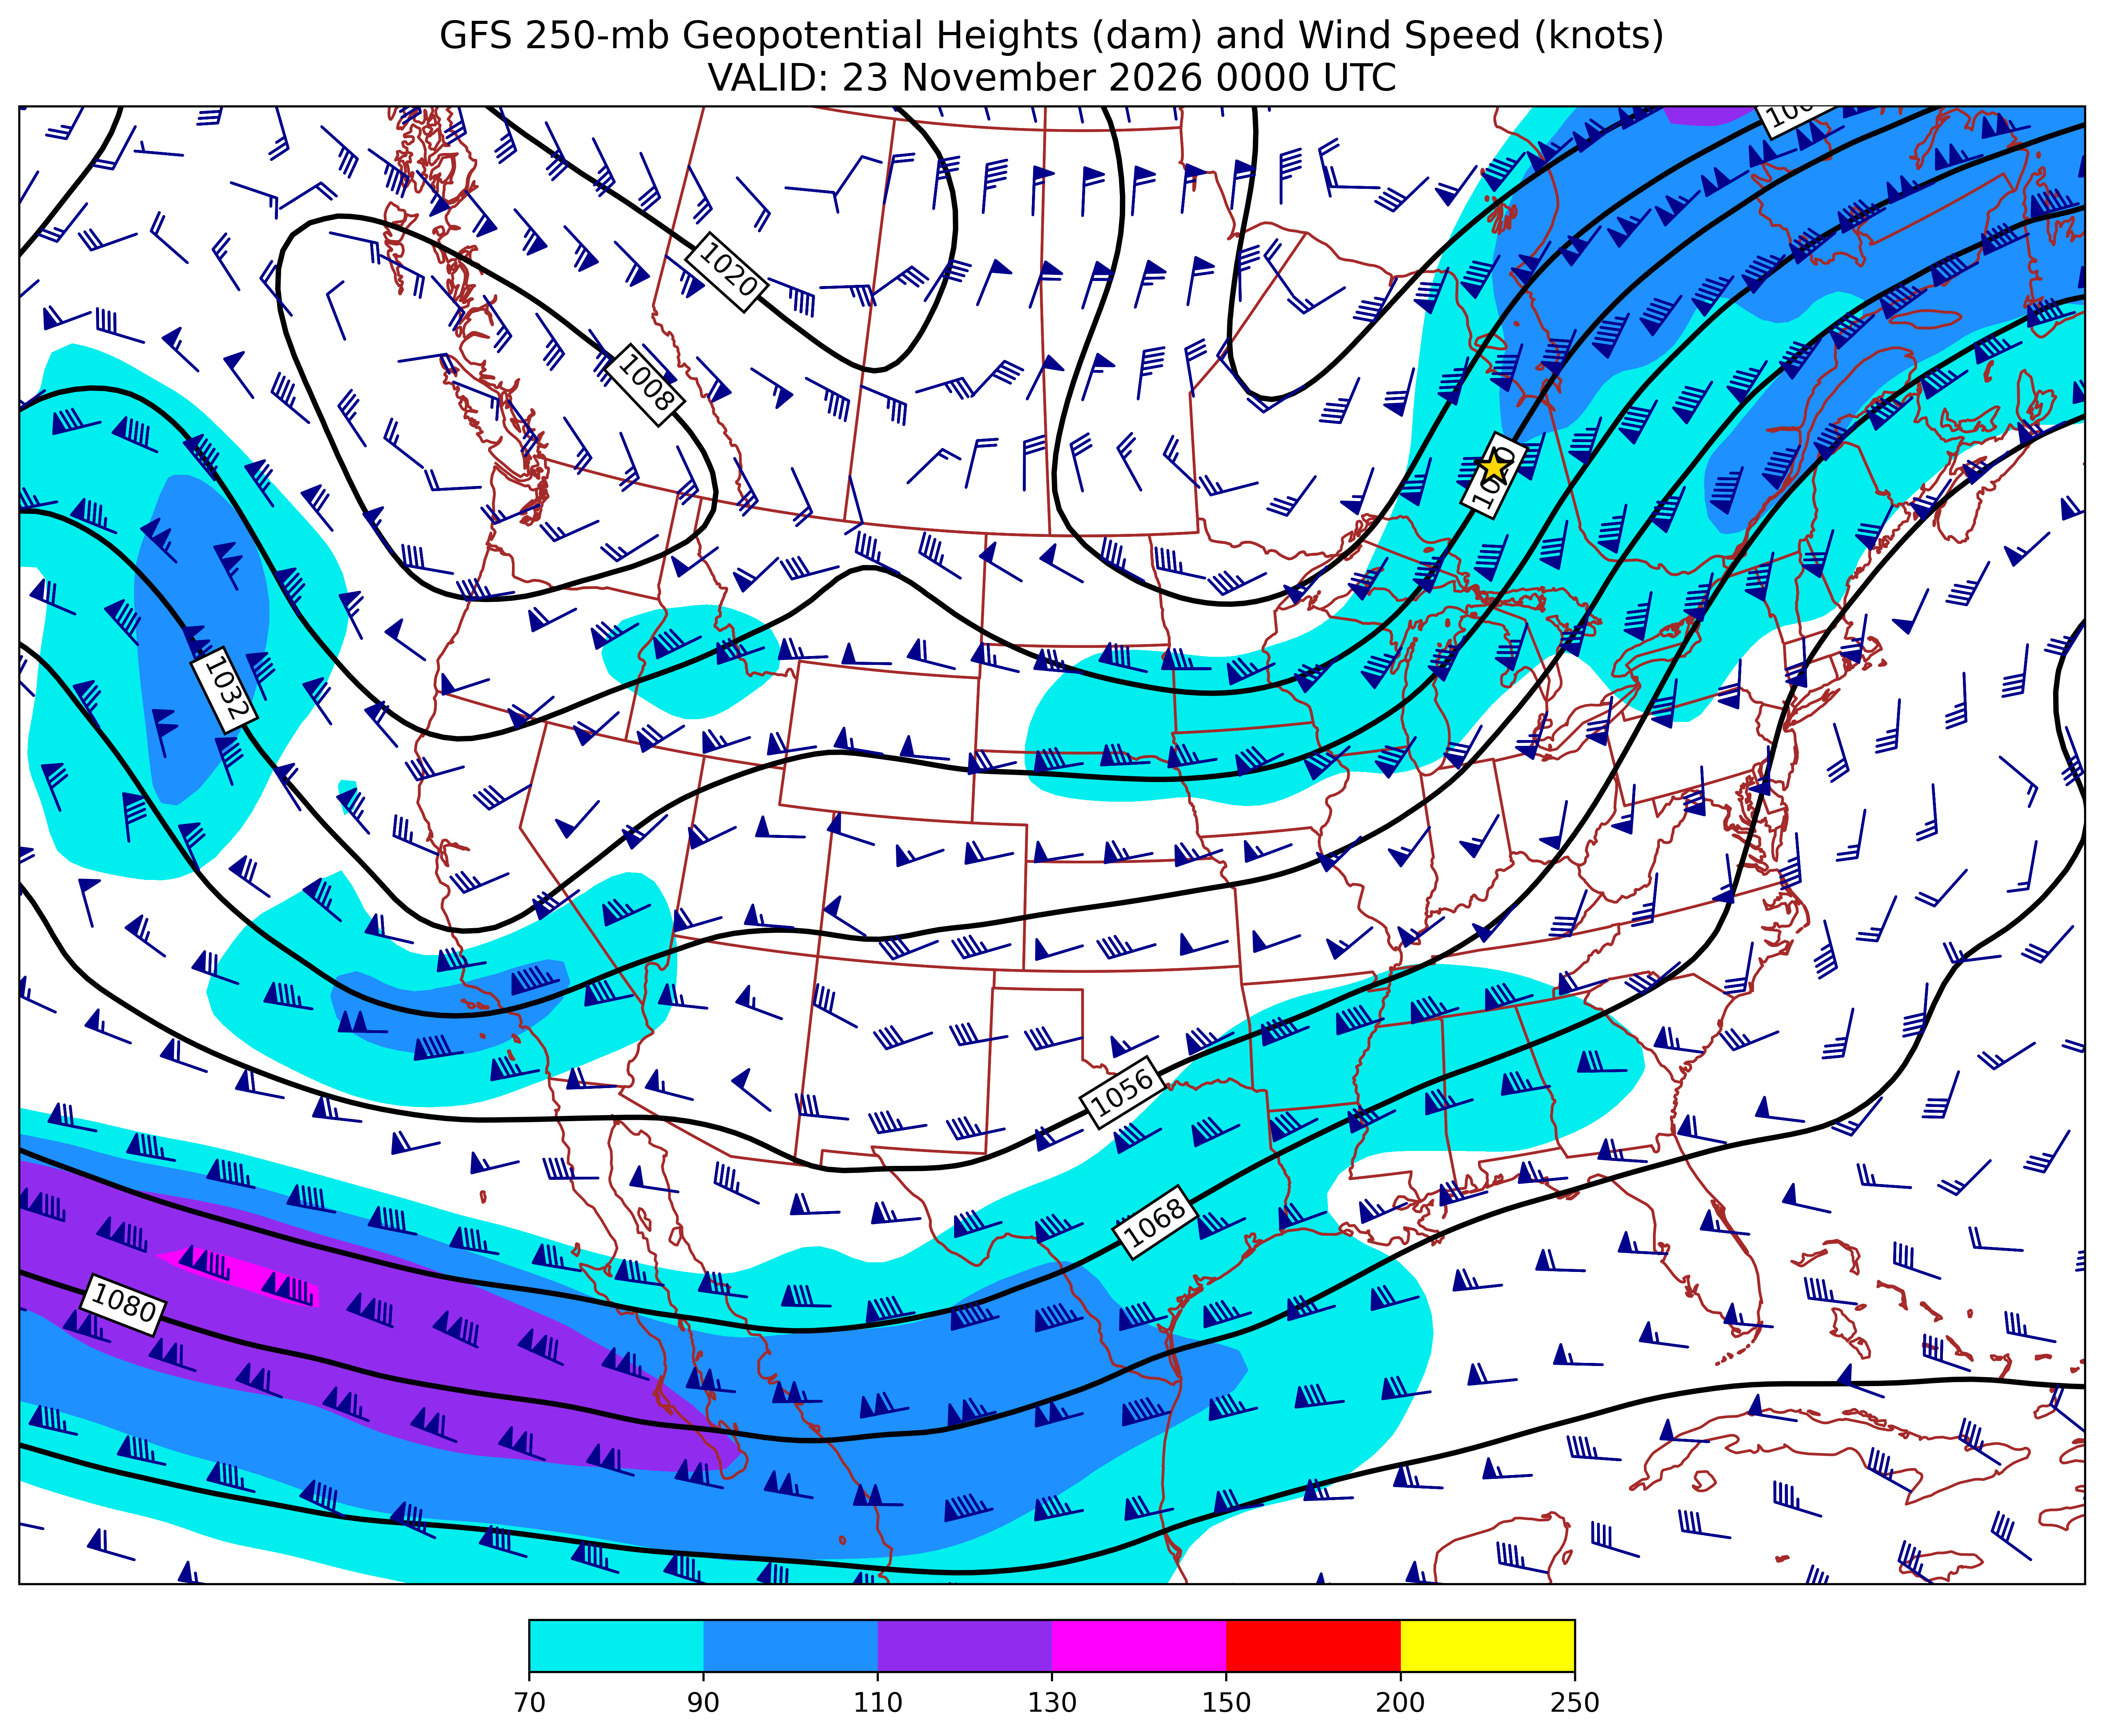 GFS 250-mb Geopotential Heights (dam) and Wind Speed (knots)
VALID: 23 November 2026 0000 UTC
1020
1008
1032
1056
1068
1080
70 90 110 130 150 200 250